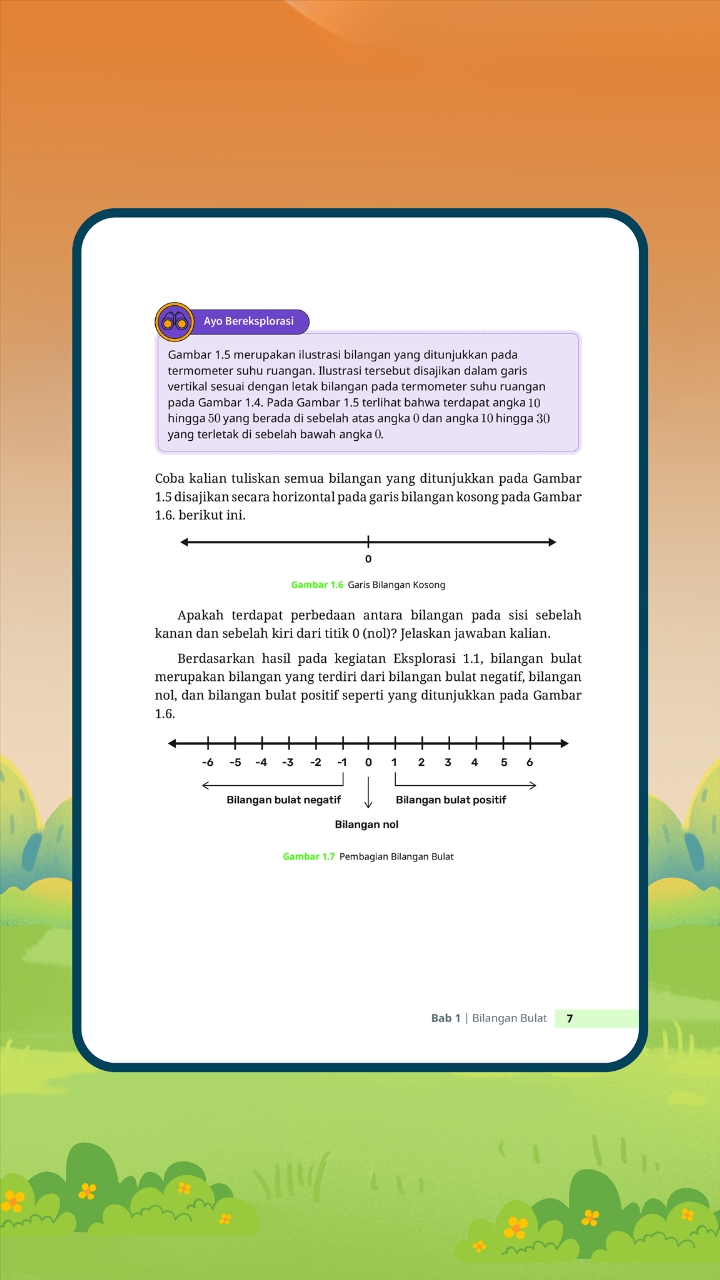 Ayo Bereksplorasi
Gambar 1.5 merupakan ilustrasi bilangan yang ditunjukkan pada
termometer suhu ruangan. Ilustrasi tersebut disajikan dalam garis
vertikal sesuai dengan letak bilangan pada termometer suhu ruangan
pada Gambar 1.4. Pada Gambar 1.5 terlihat bahwa terdapat angka 10
hingga 50 yang berada di sebelah atas angka 0 dan angka 10 hingga 30
yang terletak di sebelah bawah angka 0.
Coba kalian tuliskan semua bilangan yang ditunjukkan pada Gambar
1.5 disajikan secara horizontal pada garis bilangan kosong pada Gambar
1.6. berikut ini.
0
Gambar 1.6 Garis Bilangan Kosong
Apakah terdapat perbedaan antara bilangan pada sisi sebelah
kanan dan sebelah kiri dari titik 0 (nol)? Jelaskan jawaban kalian.
Berdasarkan hasil pada kegiatan Eksplorasi 1.1, bilangan bulat
merupakan bilangan yang terdiri dari bilangan bulat negatif, bilangan
nol, dan bilangan bulat positif seperti yang ditunjukkan pada Gambar
1.6.
-6 -5 -4 -3 -2 -1 0 1 2 3 4 5 6
Bilangan bulat negatif Bilangan bulat positif
Bilangan nol
Gambar 1.7 Pembagian Bilangan Bulat
Bab 1 | Bilangan Bulat 7